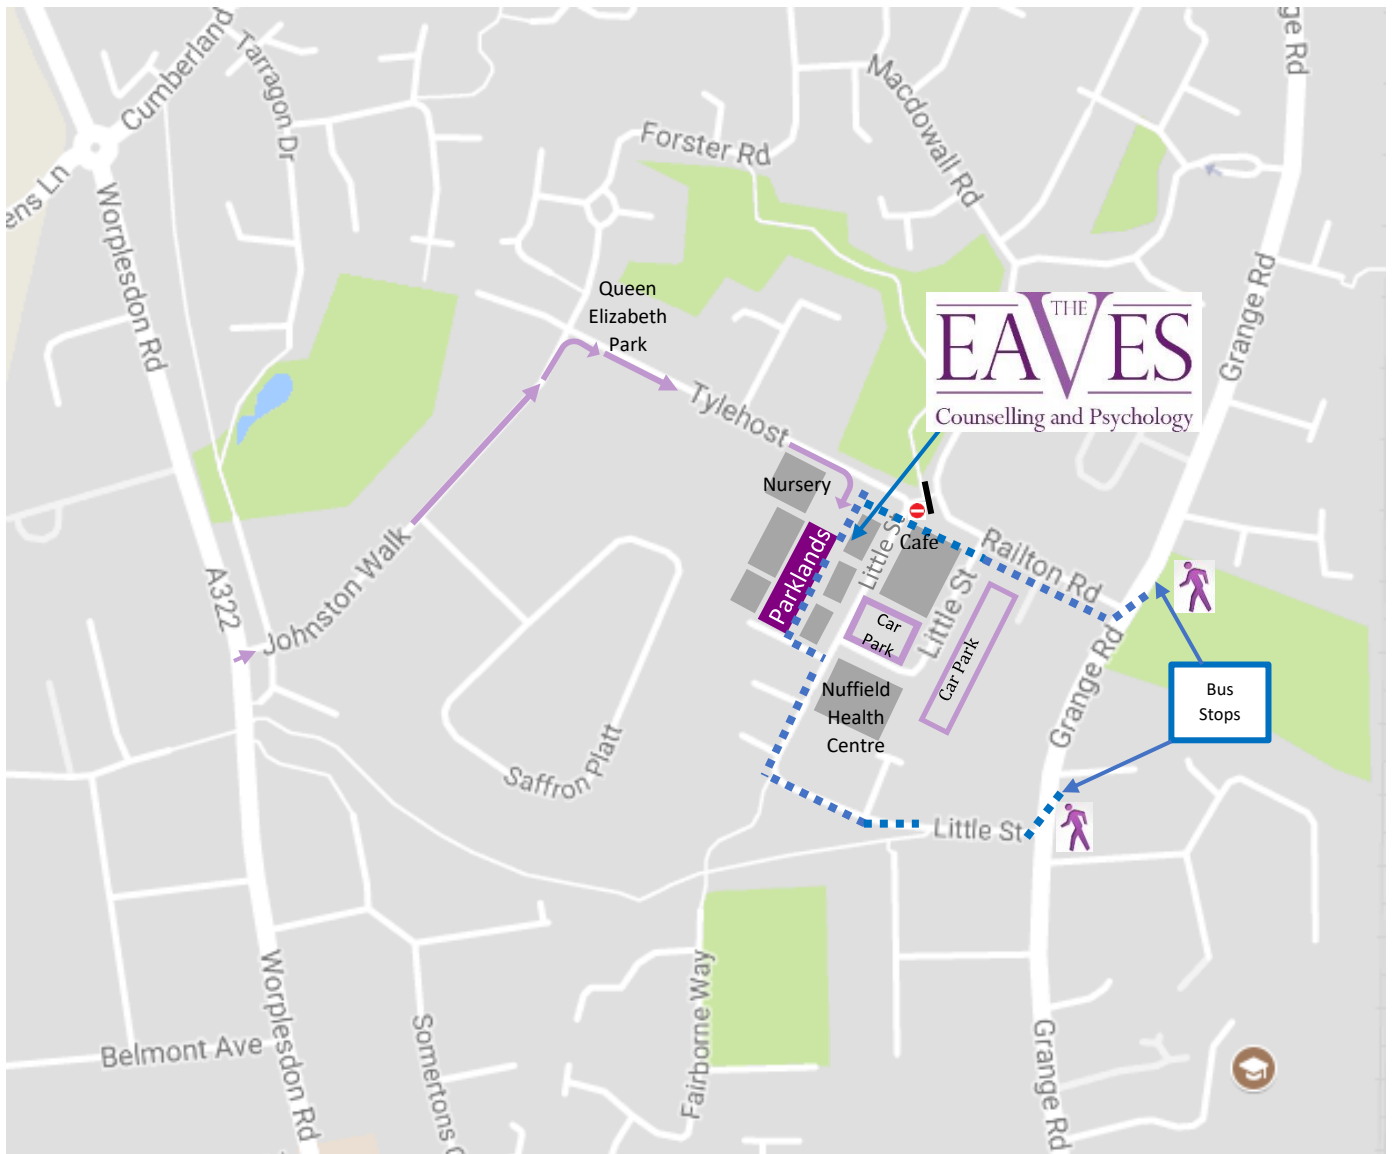 Cumberland
Tarragon Dr
ge Rd
Macdowall Rd
Forster Rd
ens Ln
Worplesdon Rd
Grange Rd
Queen
Elizabeth
Park
THE
EAVES
Counselling and Psychology
Tylehost
Nursery
Parklands
Little S
Cafe
Railton Rd
Little St
Car
Park
Car Park
A322
Johnston Walk
Grange Rd
Bus
Stops
Nuffield
Health
Centre
Saffron Platt
Little St
Worplesdon Rd
Belmont Ave
Somertons C
Fairborne Way
Grange Rd